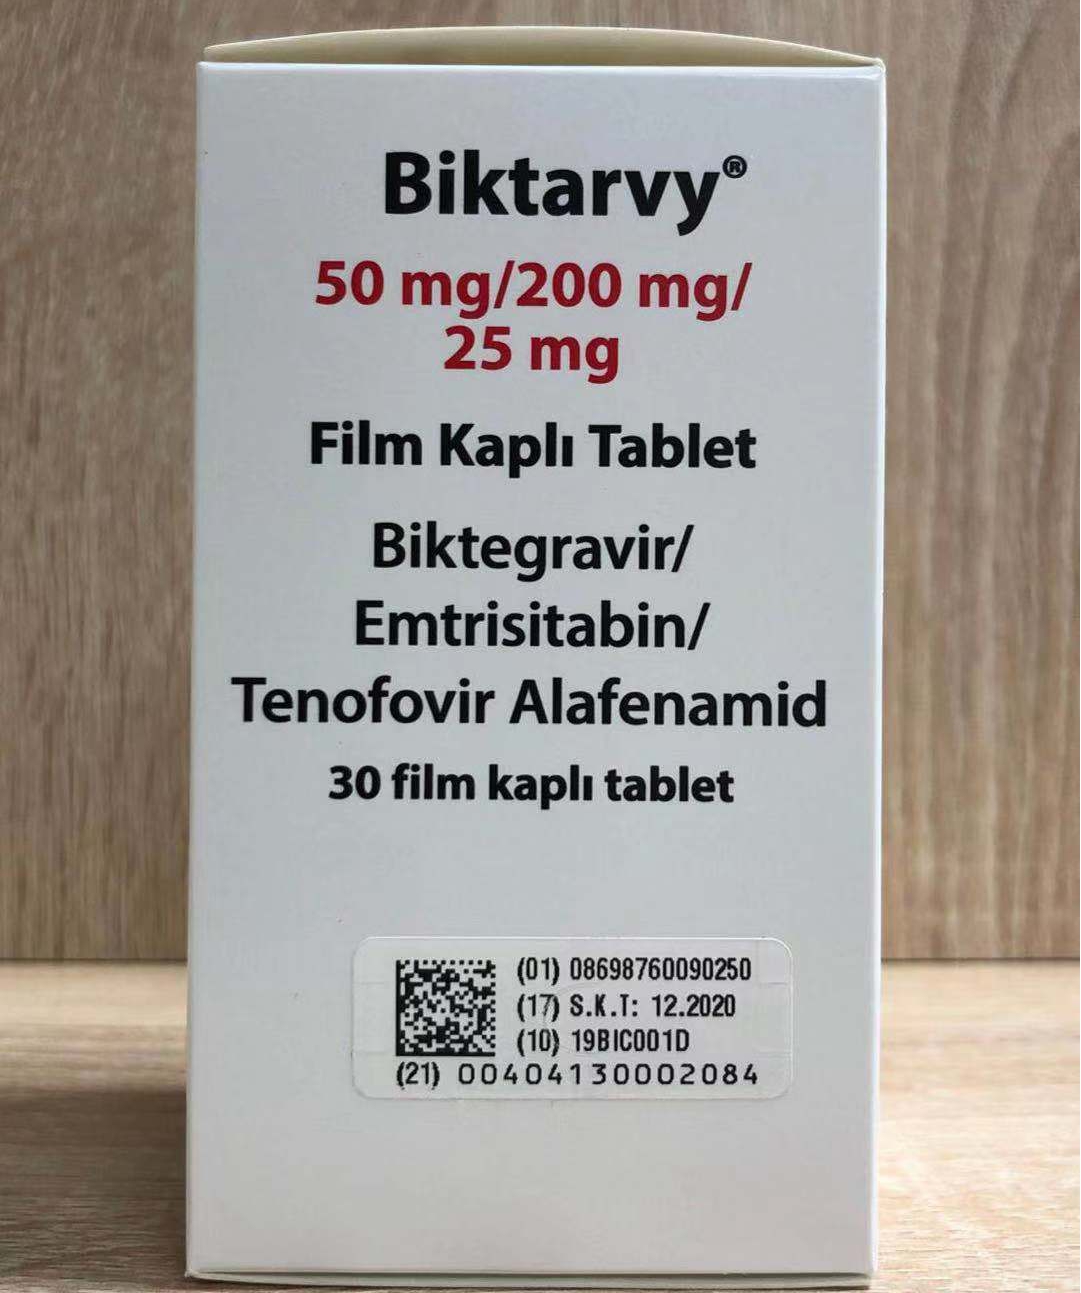 Biktarvy®
50 mg/200 mg/
25 mg
Film Kaplı Tablet
Biktegravir/
Emtrisitabin/
Tenofovir Alafenamid
30 film kaplı tablet
(01) 08698760090250
(17) S.K.T: 12.2020
(10) 19BIC001D
(21) 00404130002084